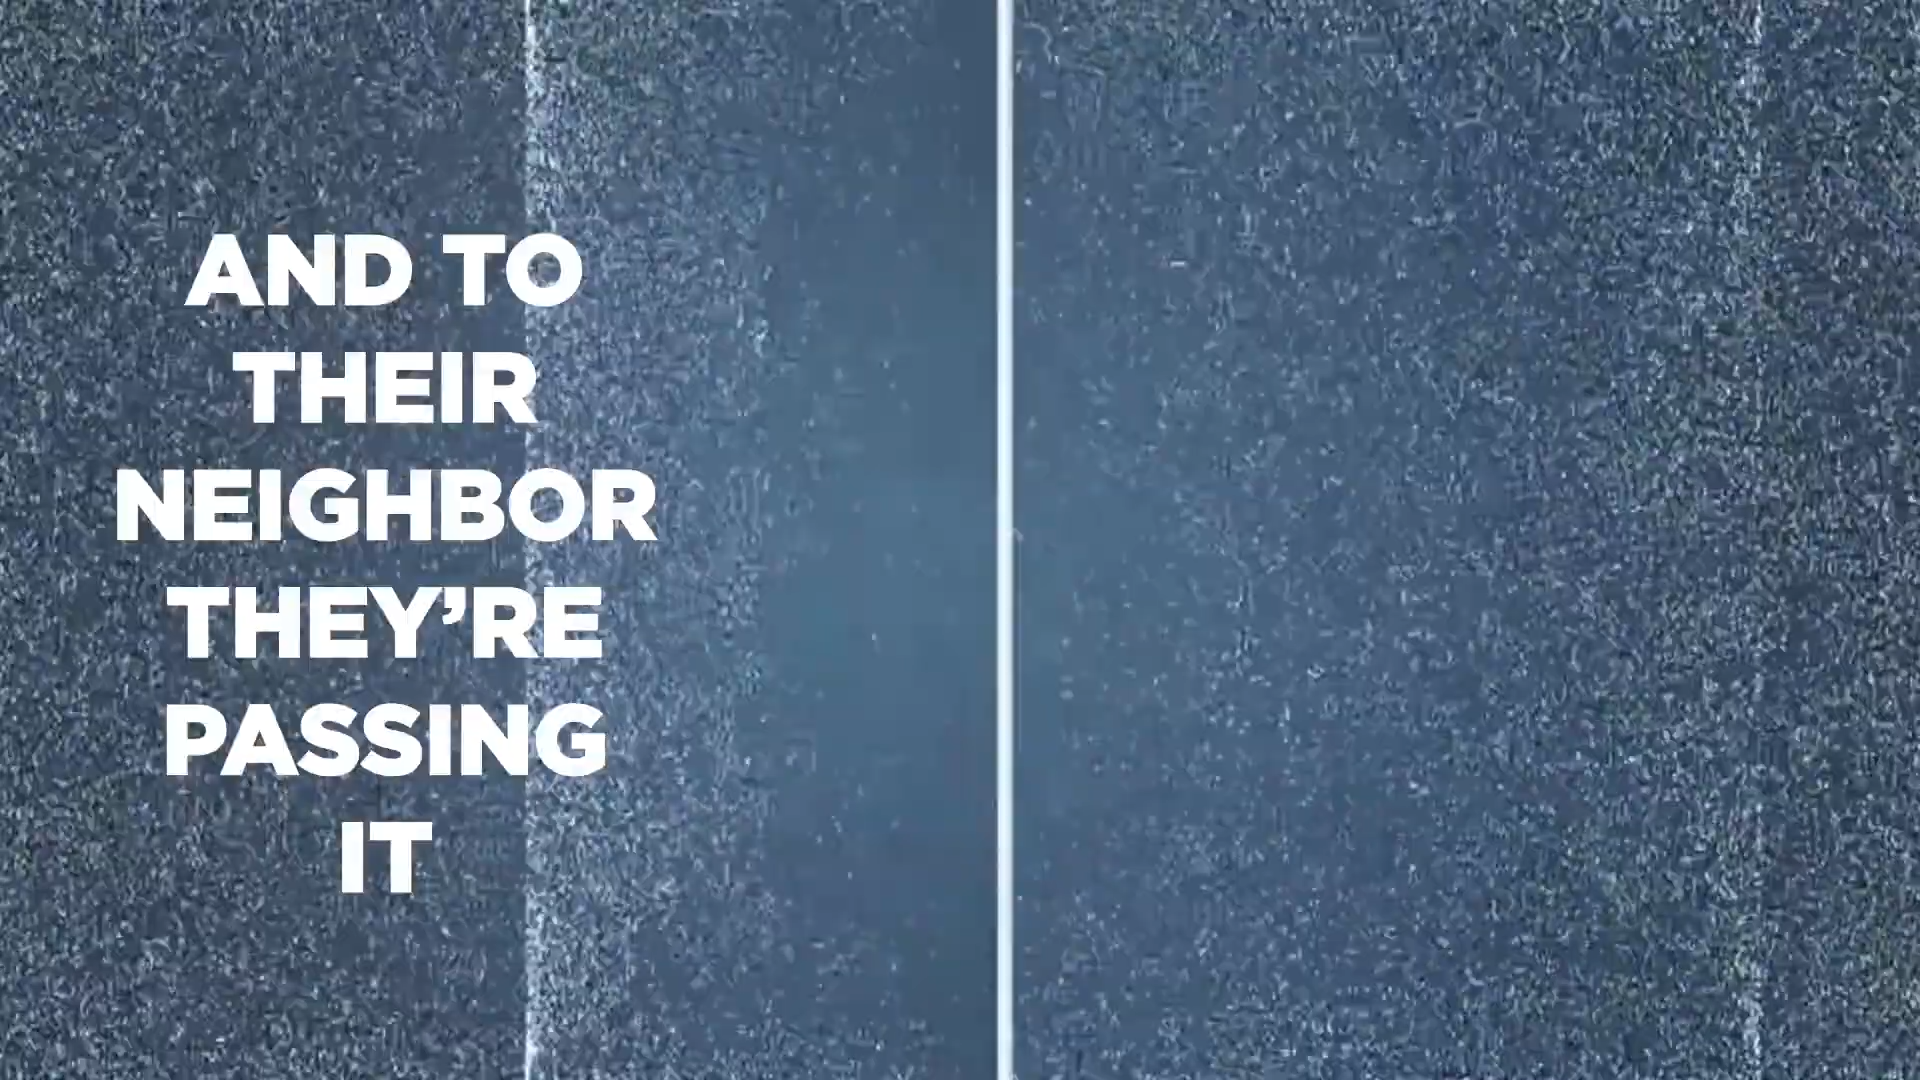 AND TO
THEIR
NEIGHBOR
THEY’RE
PASSING
IT